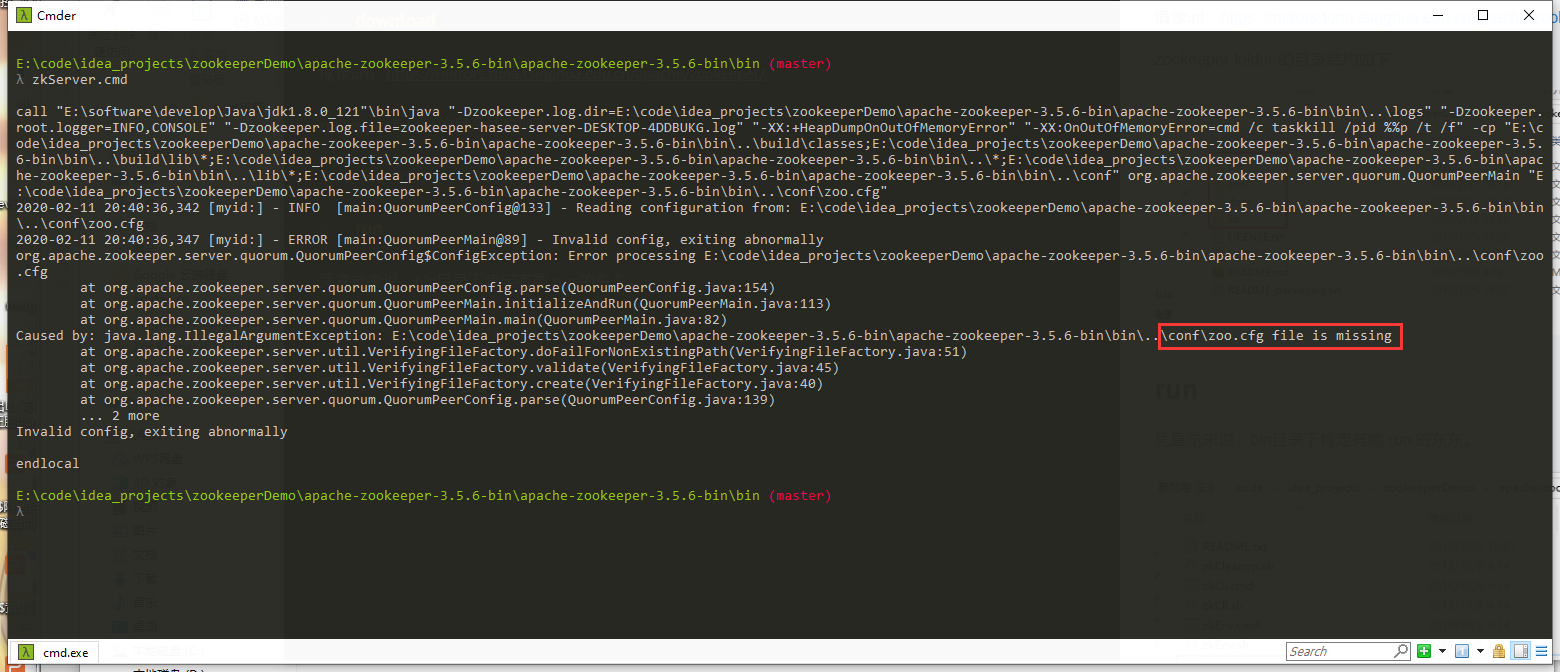 Cmder
E:\code\idea_projects\zookeeperDemo\apache-zookeeper-3.5.6-bin\apache-zookeeper-3.5.6-bin\bin (master)
λ zkServer.cmd
call "E:\software\develop\Java\jdk1.8.0_121"\bin\java "-Dzookeeper.log.dir=E:\code\idea_projects\zookeeperDemo\apache-zookeeper-3.5.6-bin\apache-zookeeper-3.5.6-bin\bin\..\logs" "-Dzookeeper.
root.logger=INFO,CONSOLE" "-Dzookeeper.log.file=zookeeper-hasee-server-DESKTOP-4DDBUKG.log" "-XX:+HeapDumpOnOutOfMemoryError" "-XX:OnOutOfMemoryError=cmd /c taskkill /pid %%p /t /f" -cp "E:\c
ode\idea_projects\zookeeperDemo\apache-zookeeper-3.5.6-bin\apache-zookeeper-3.5.6-bin\bin\..\build\classes;E:\code\idea_projects\zookeeperDemo\apache-zookeeper-3.5.6-bin\apache-zookeeper-3.5.
6-bin\bin\..\build\lib\*;E:\code\idea_projects\zookeeperDemo\apache-zookeeper-3.5.6-bin\apache-zookeeper-3.5.6-bin\bin\..\*;E:\code\idea_projects\zookeeperDemo\apache-zookeeper-3.5.6-bin\apac
he-zookeeper-3.5.6-bin\bin\..\lib\*;E:\code\idea_projects\zookeeperDemo\apache-zookeeper-3.5.6-bin\apache-zookeeper-3.5.6-bin\bin\..\conf" org.apache.zookeeper.server.quorum.QuorumPeerMain "E
:\code\idea_projects\zookeeperDemo\apache-zookeeper-3.5.6-bin\apache-zookeeper-3.5.6-bin\bin\..\conf\zoo.cfg"
2020-02-11 20:40:36,342 [myid:] - INFO  [main:QuorumPeerConfig@133] - Reading configuration from: E:\code\idea_projects\zookeeperDemo\apache-zookeeper-3.5.6-bin\apache-zookeeper-3.5.6-bin\bin
\..\conf\zoo.cfg
2020-02-11 20:40:36,347 [myid:] - ERROR [main:QuorumPeerMain@89] - Invalid config, exiting abnormally
org.apache.zookeeper.server.quorum.QuorumPeerConfig$ConfigException: Error processing E:\code\idea_projects\zookeeperDemo\apache-zookeeper-3.5.6-bin\apache-zookeeper-3.5.6-bin\bin\..\conf\zoo
.cfg
at org.apache.zookeeper.server.quorum.QuorumPeerConfig.parse(QuorumPeerConfig.java:154)
at org.apache.zookeeper.server.quorum.QuorumPeerMain.initializeAndRun(QuorumPeerMain.java:113)
at org.apache.zookeeper.server.quorum.QuorumPeerMain.main(QuorumPeerMain.java:82)
Caused by: java.lang.IllegalArgumentException: E:\code\idea_projects\zookeeperDemo\apache-zookeeper-3.5.6-bin\apache-zookeeper-3.5.6-bin\bin\..\conf\zoo.cfg file is missing
at org.apache.zookeeper.server.util.VerifyingFileFactory.doFailForNonExistingPath(VerifyingFileFactory.java:51)
at org.apache.zookeeper.server.util.VerifyingFileFactory.validate(VerifyingFileFactory.java:45)
at org.apache.zookeeper.server.util.VerifyingFileFactory.create(VerifyingFileFactory.java:40)
at org.apache.zookeeper.server.quorum.QuorumPeerConfig.parse(QuorumPeerConfig.java:139)
... 2 more
Invalid config, exiting abnormally
endlocal
E:\code\idea_projects\zookeeperDemo\apache-zookeeper-3.5.6-bin\apache-zookeeper-3.5.6-bin\bin (master)
λ
cmd.exe
Search